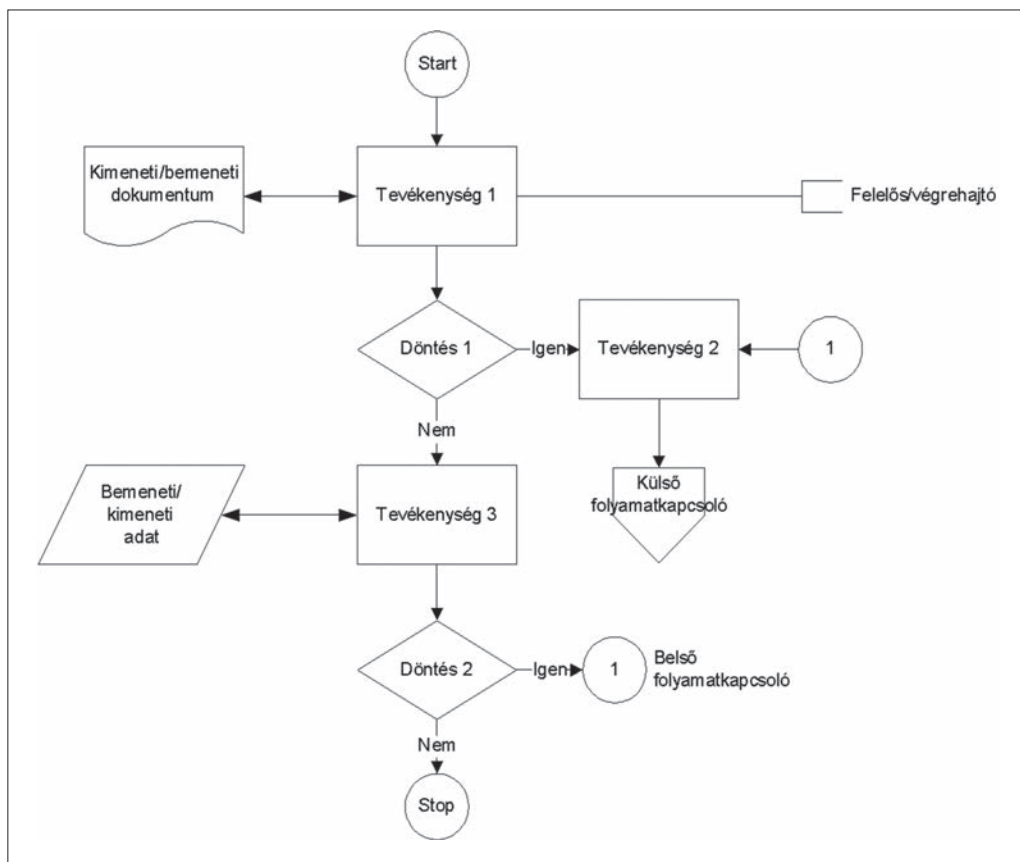 Start
Kimeneti/bemeneti
dokumentum
Tevékenység 1
Felelős/végrehajtó
Döntés 1
Igen
Tevékenység 2
1
Nem
Külső
folyamatkapcsoló
Bemeneti/
kimeneti
adat
Tevékenység 3
Döntés 2
Igen
1
Belső
folyamatkapcsoló
Nem
Stop